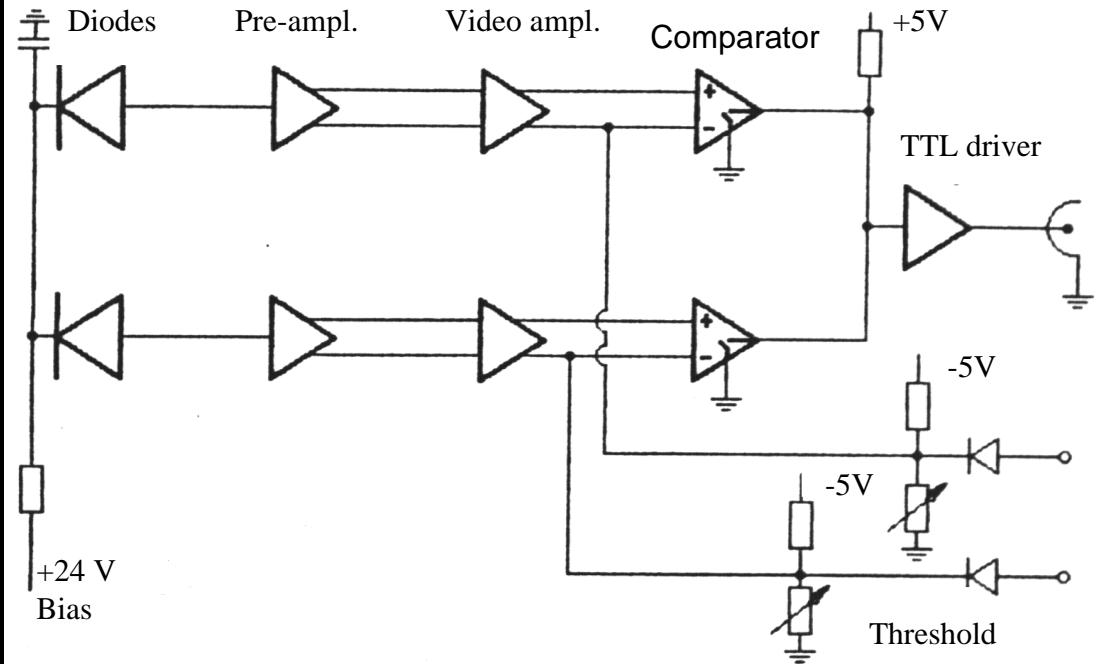 Diodes
Pre-ampl.
Video ampl.
Comparator
+5V
+
-
TTL driver
+
-
-5V
-5V
+24 V
Bias
Threshold